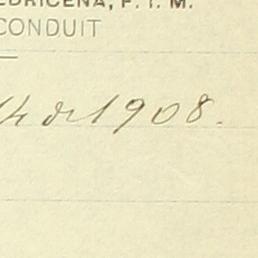 EDRICENA, F. T. M.
CONDUIT
de 1908.